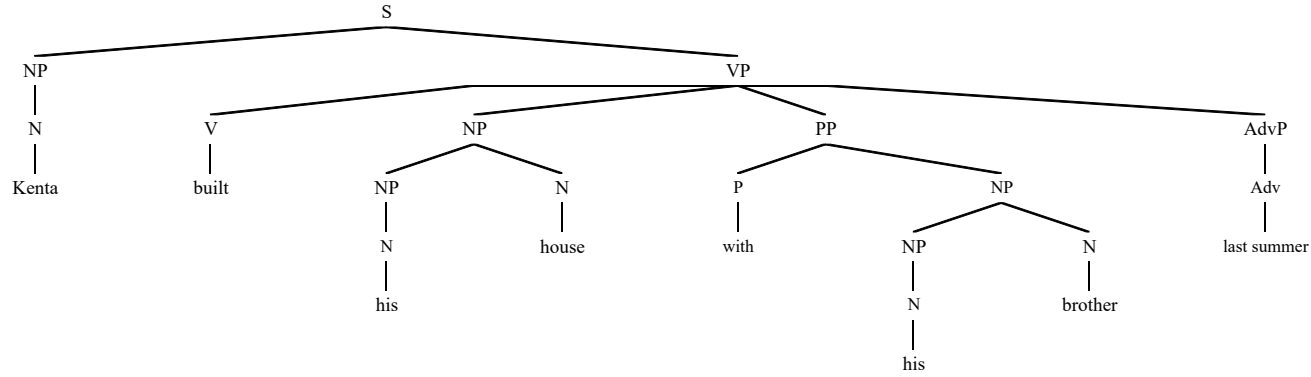 S
NP VP
N V NP PP AdvP
Kenta built NP N P NP Adv
N house with NP N last summer
his N brother
his